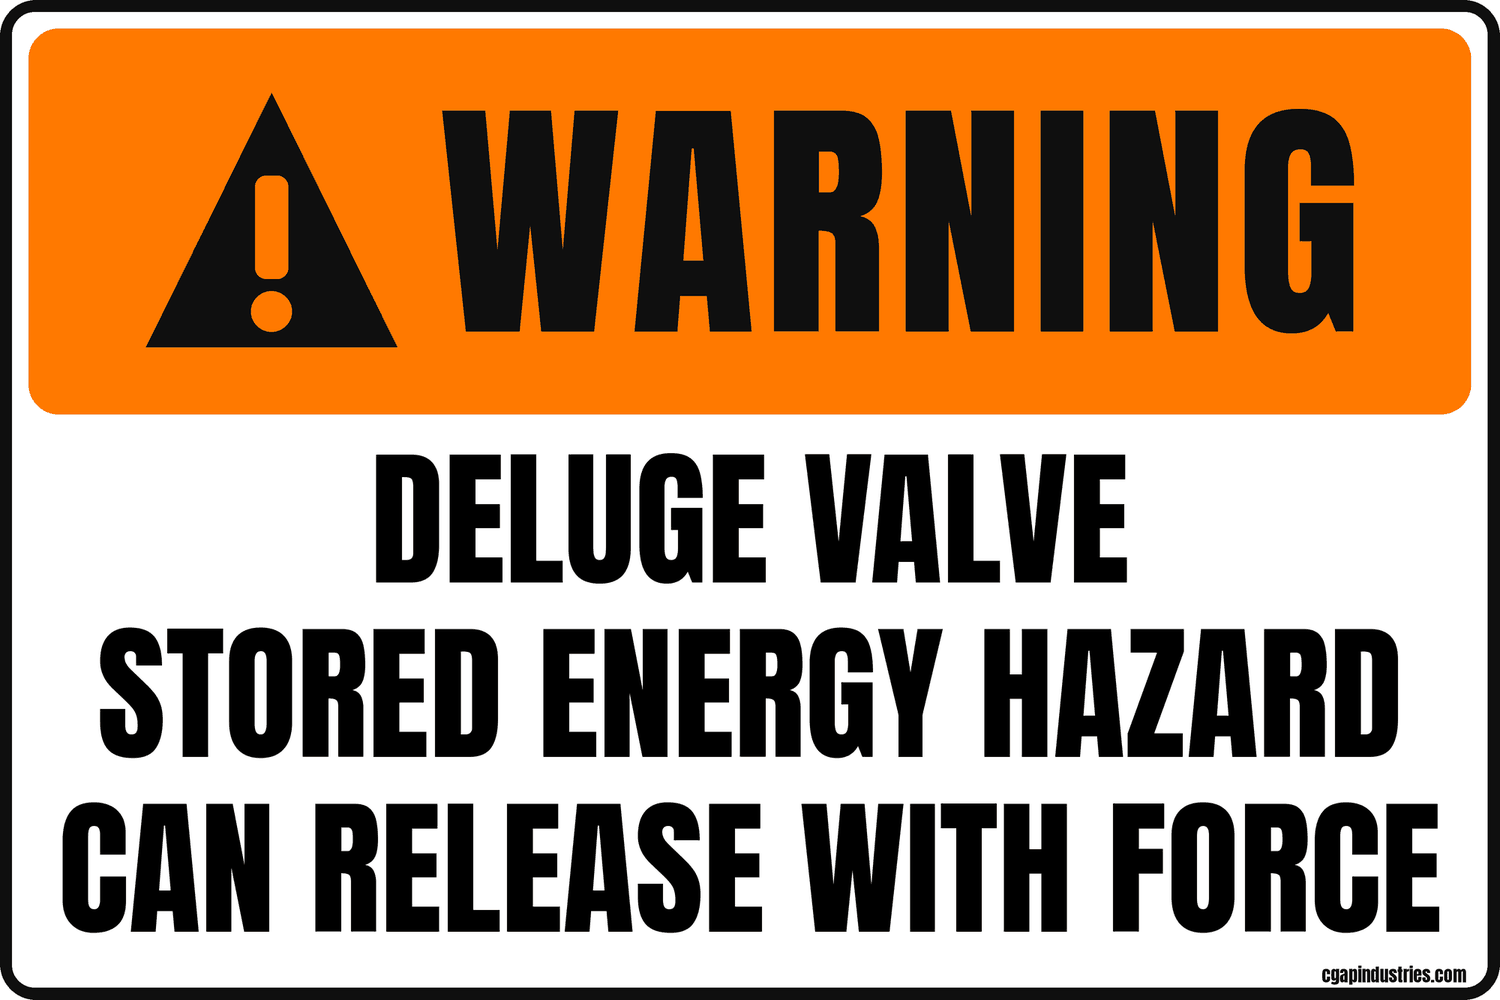 WARNING
DELUGE VALVE
STORED ENERGY HAZARD
CAN RELEASE WITH FORCE
cgapindustries.com